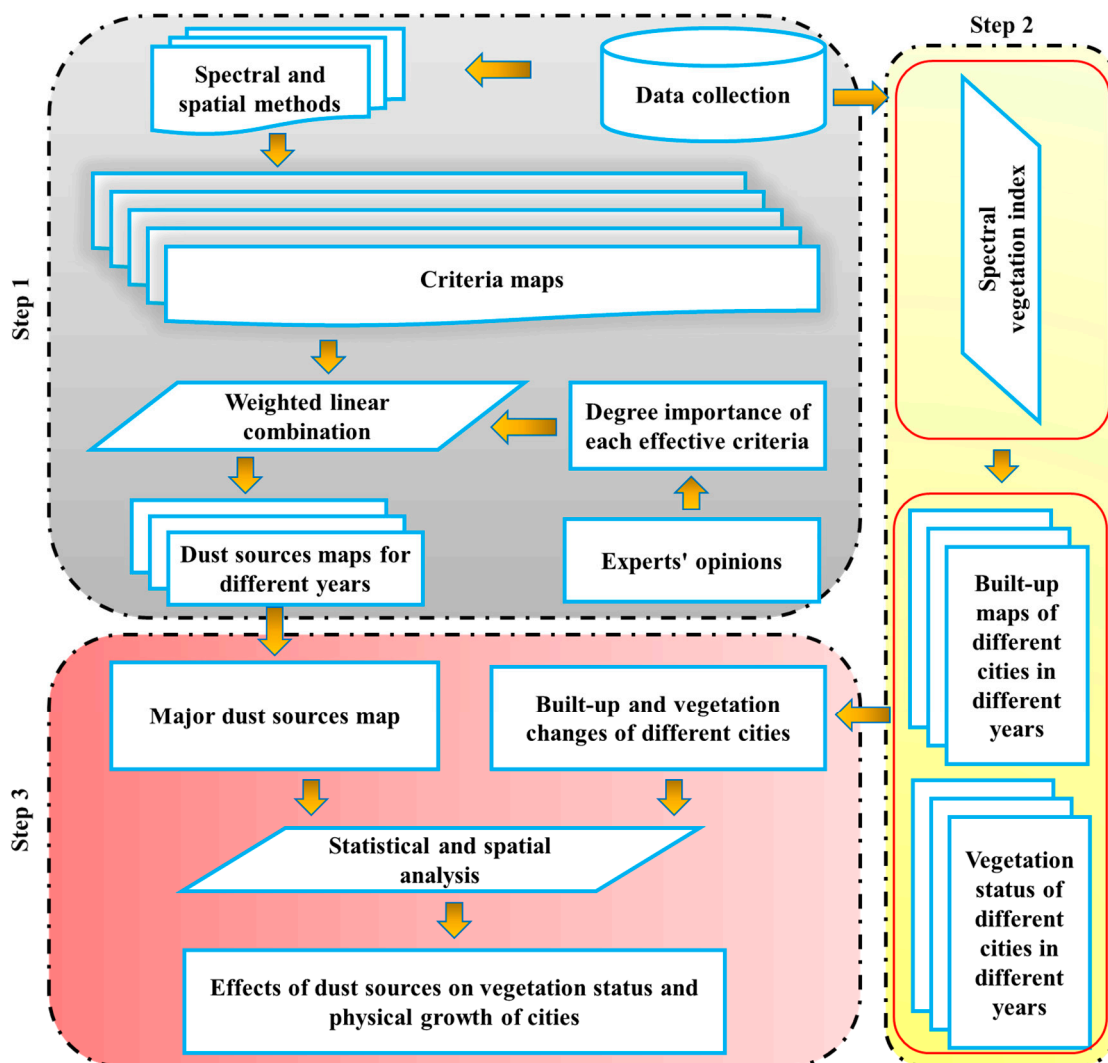 Step 1
Spectral and
spatial methods
Data collection
Criteria maps
Weighted linear
combination
Degree importance of
each effective criteria
Dust sources maps for
different years
Experts' opinions
Step 2
Spectral
vegetation index
Built-up
maps of
different
cities in
different
years
Vegetation
status of
different
cities in
different
years
Step 3
Major dust sources map
Built-up and vegetation
changes of different cities
Statistical and spatial
analysis
Effects of dust sources on vegetation status and
physical growth of cities